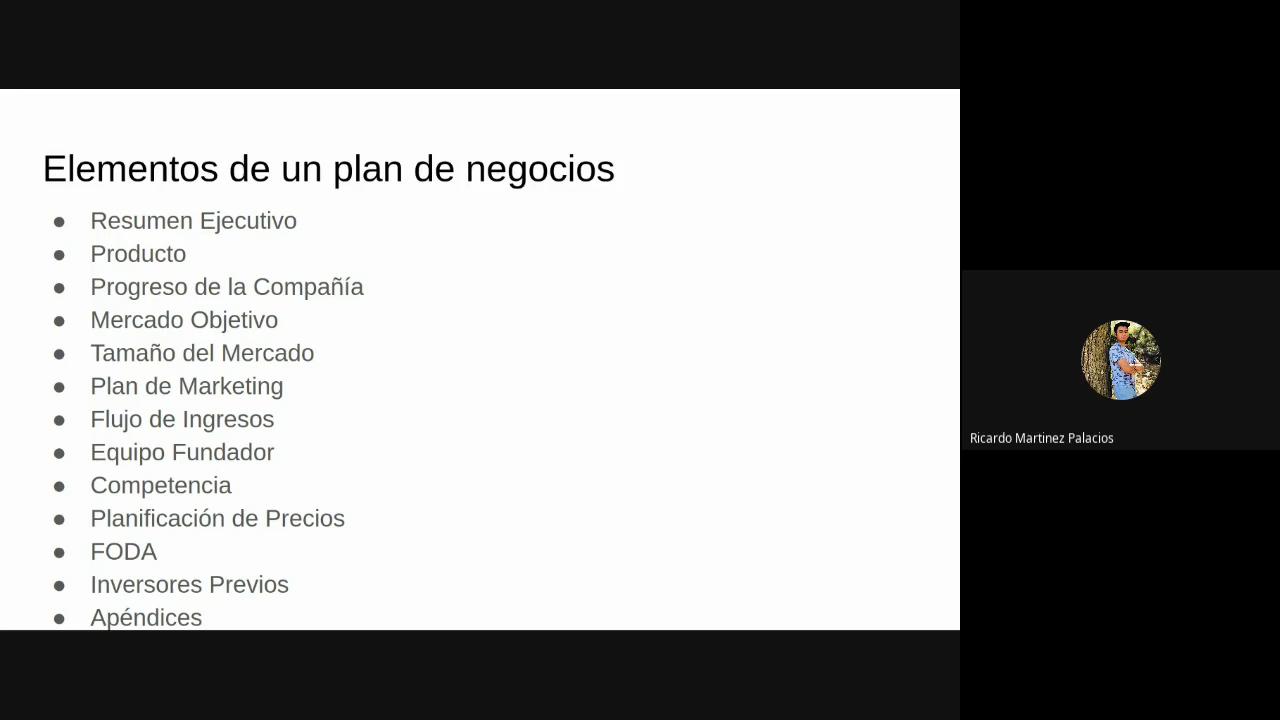 Elementos de un plan de negocios
● Resumen Ejecutivo
● Producto
● Progreso de la Compañía
● Mercado Objetivo
● Tamaño del Mercado
● Plan de Marketing
● Flujo de Ingresos
● Equipo Fundador
● Competencia
● Planificación de Precios
● FODA
● Inversores Previos
● Apéndices
Ricardo Martinez Palacios